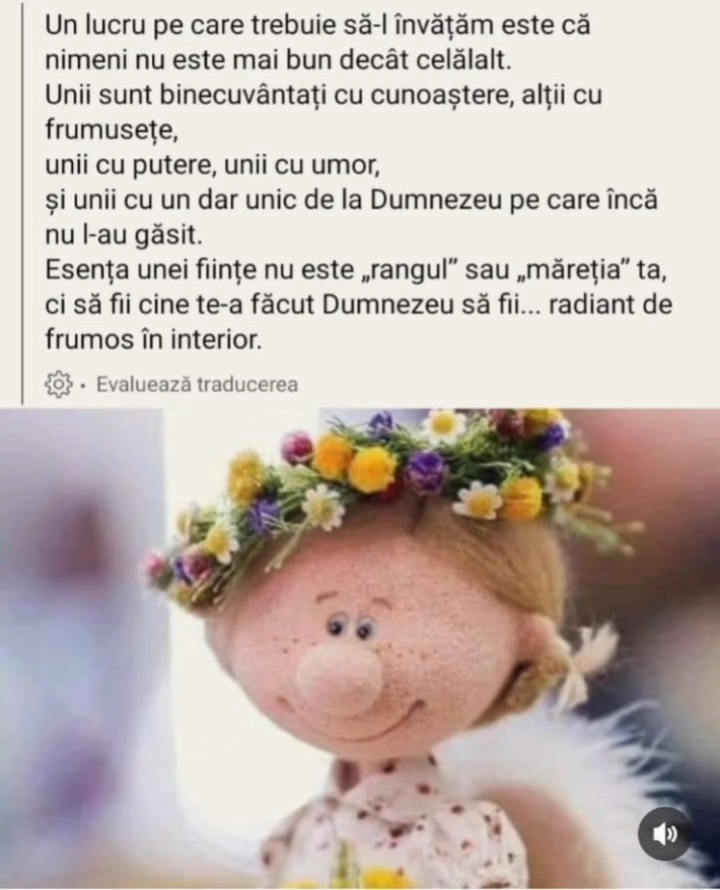 Un lucru pe care trebuie să-l învățăm este că
nimeni nu este mai bun decât celălalt.
Unii sunt binecuvântați cu cunoaștere, alții cu
frumusețe,
unii cu putere, unii cu umor,
și unii cu un dar unic de la Dumnezeu pe care încă
nu l-au găsit.
Esența unei ființe nu este „rangul” sau „măreția” ta,
ci să fii cine te-a făcut Dumnezeu să fii... radiant de
frumos în interior.
· Evaluează traducerea